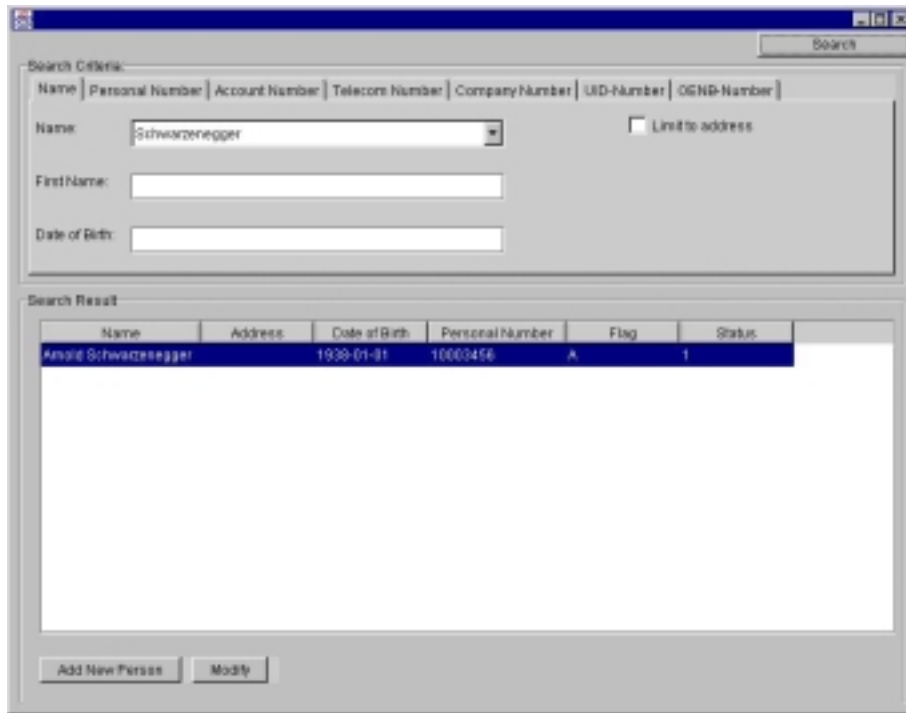 Search
Search Criteria:
Name Personal Number Account Number Telecom Number Company Number UID-Number OENB-Number
Name: Schwarzenegger Limit to address
First Name:
Date of Birth:
Search Result
Name Address Date of Birth Personal Number Flag Status
Arnold Schwarzenegger 1938-01-01 10003456 A 1
Add New Person Modify